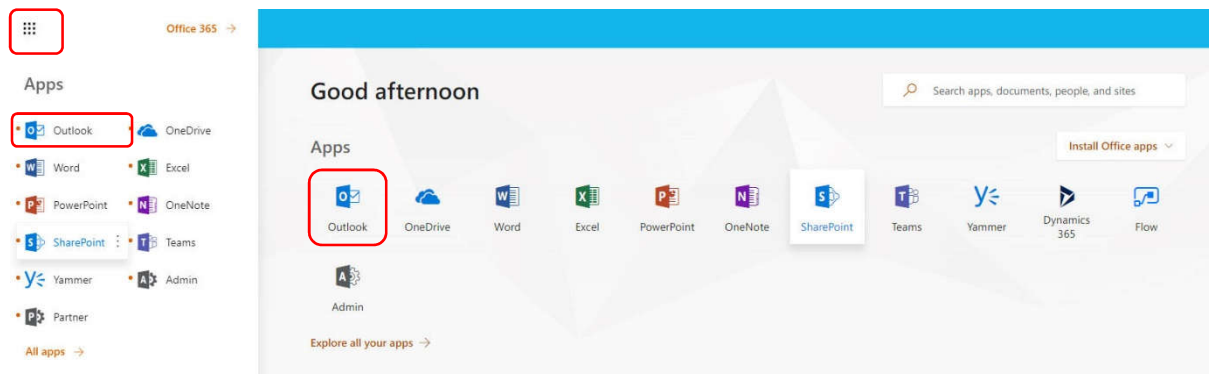 Office 365 →
Apps
Outlook OneDrive
Word Excel
PowerPoint OneNote
SharePoint Teams
Yammer Admin
Partner
All apps →
Good afternoon
Search apps, documents, people, and sites
Apps
Install Office apps
Outlook OneDrive Word Excel PowerPoint OneNote SharePoint Teams Yammer Dynamics 365 Flow
Admin
Explore all your apps →